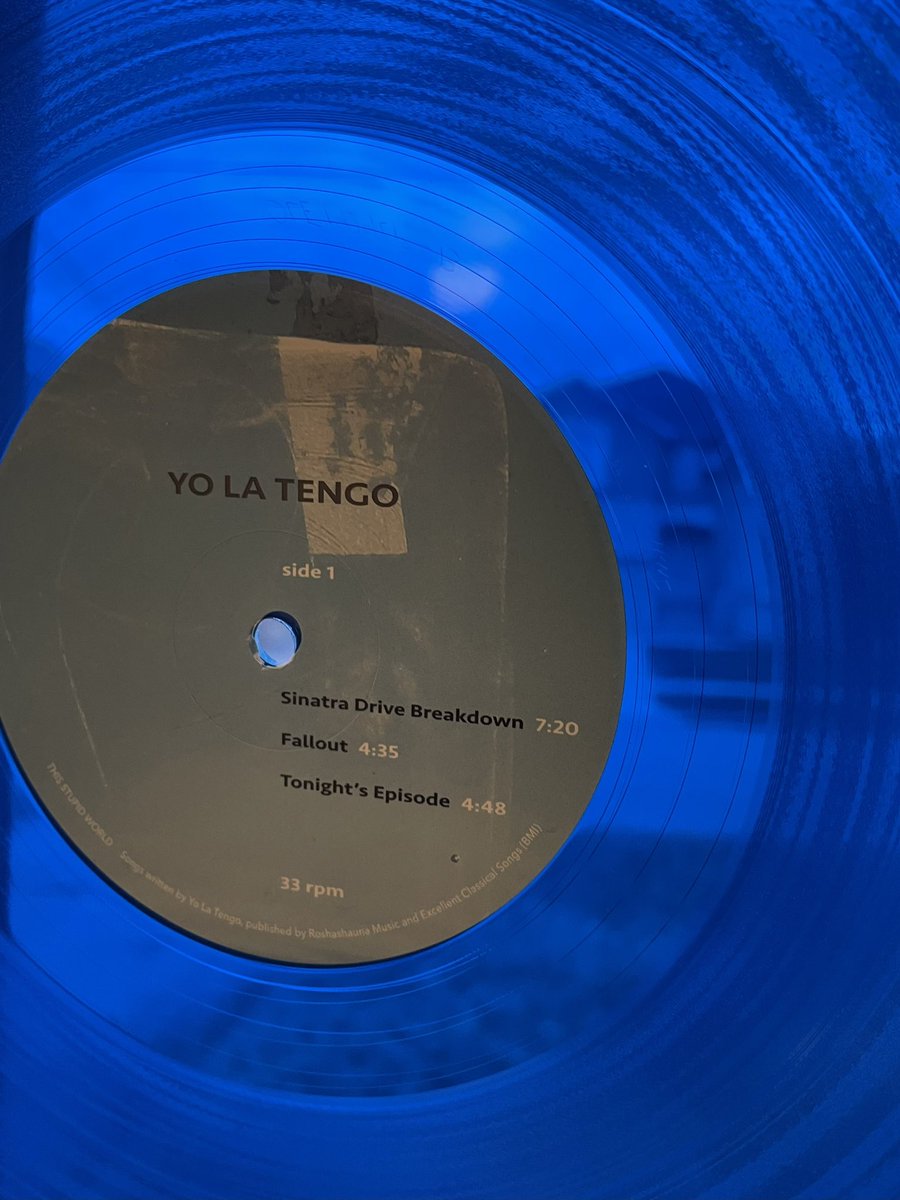 YO LA TENGO
side 1
Sinatra Drive Breakdown 7:20
Fallout 4:35
Tonight's Episode 4:48
33 rpm
THIS STUPID WORLD Songs written by Yo La Tengo, published by Roshashauna Music and Excellent Classical Songs (BMI)